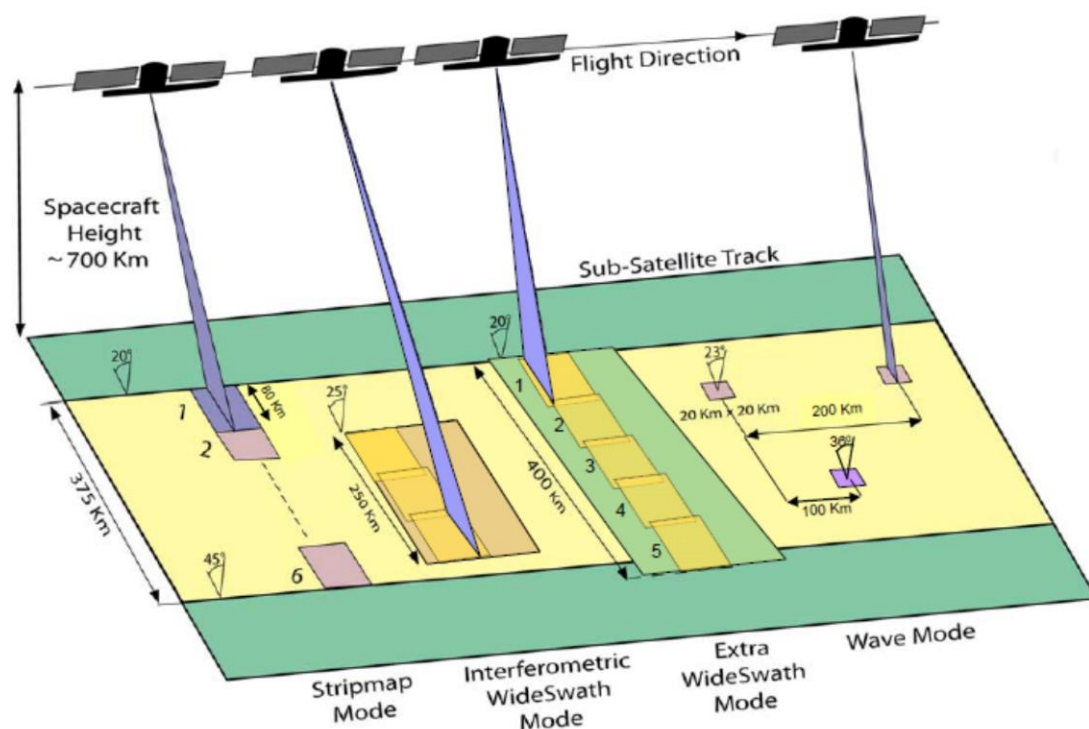 Flight Direction
Spacecraft
Height
~700 Km
Sub-Satellite Track
20°
20°
23°
1
80 Km
25°
1
20 Km x 20 Km
200 Km
2
2
36°
375 Km
250 Km
3
400 Km
4
100 Km
45°
6
5
Stripmap
Mode
Interferometric
WideSwath
Mode
Extra
WideSwath
Mode
Wave Mode